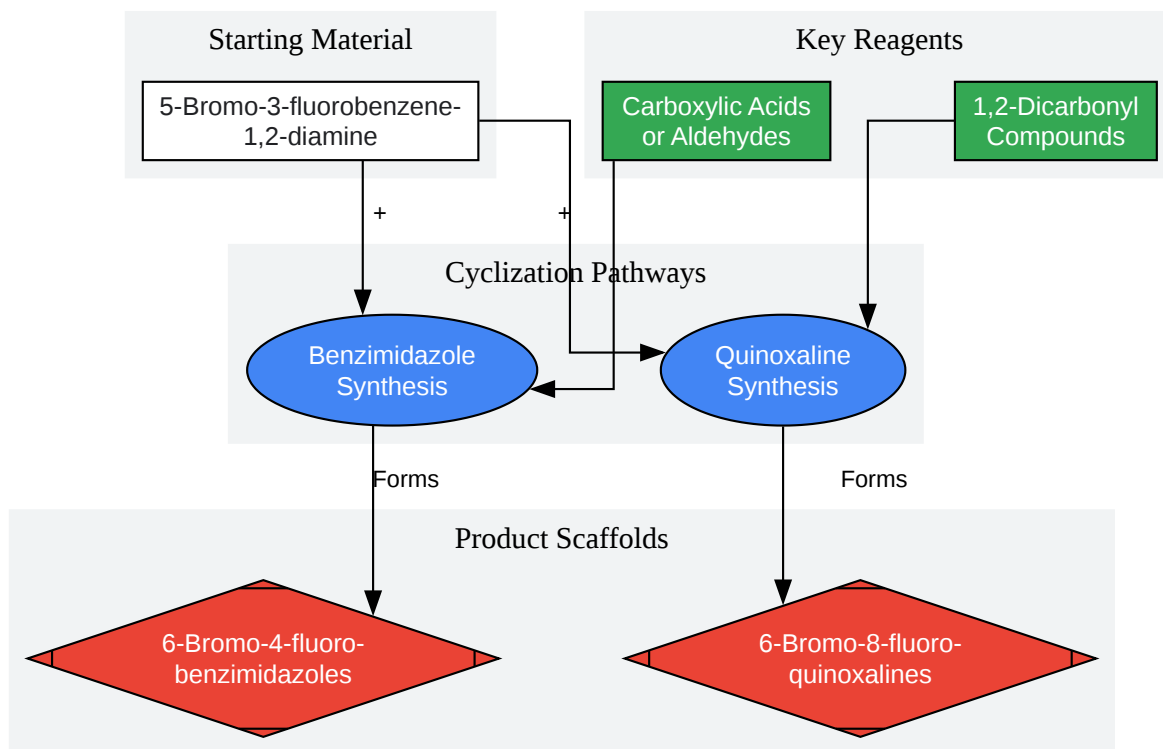 Starting Material
Key Reagents
5-Bromo-3-fluorobenzene-
1,2-diamine
Carboxylic Acids
or Aldehydes
1,2-Dicarbonyl
Compounds
+
+
Cyclization Pathways
Benzimidazole
Synthesis
Quinoxaline
Synthesis
Forms
Forms
Product Scaffolds
6-Bromo-4-fluoro-
benzimidazoles
6-Bromo-8-fluoro-
quinoxalines